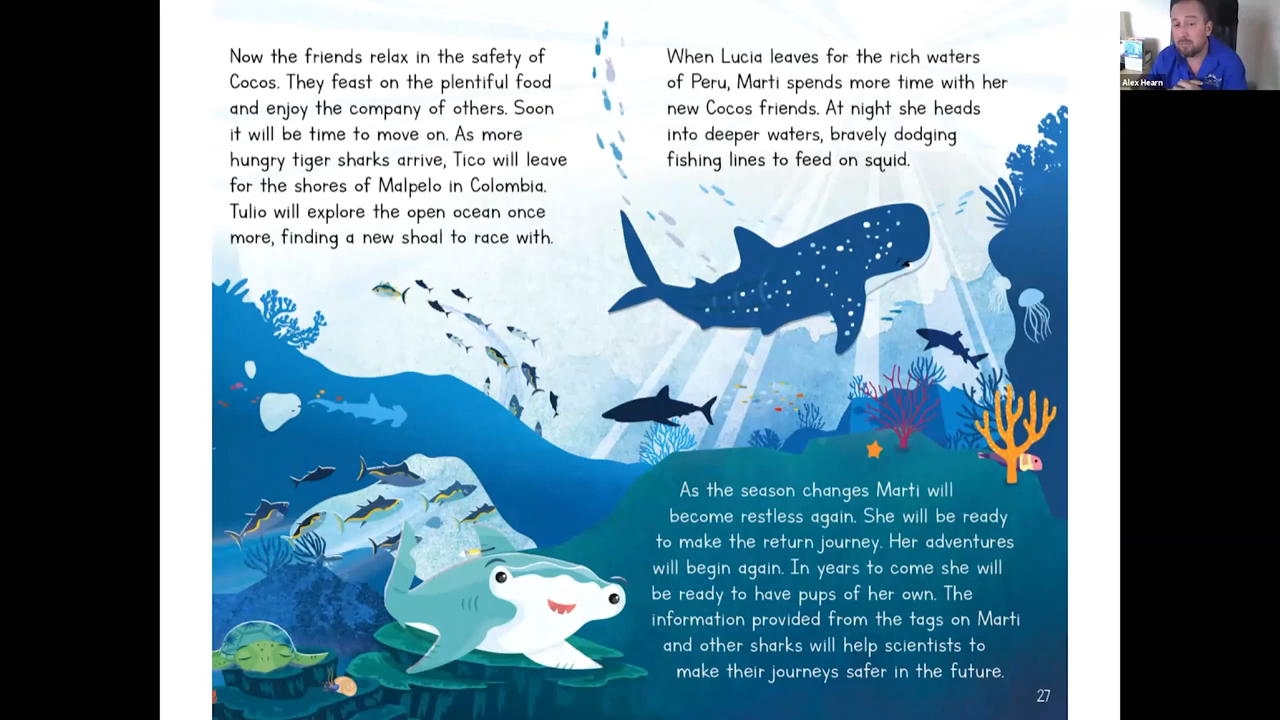 Now the friends relax in the safety of
Cocos. They feast on the plentiful food
and enjoy the company of others. Soon
it will be time to move on. As more
hungry tiger sharks arrive, Tico will leave
for the shores of Malpelo in Colombia.
Tulio will explore the open ocean once
more, finding a new shoal to race with.
When Lucia leaves for the rich waters
of Peru, Marti spends more time with her
new Cocos friends. At night she heads
into deeper waters, bravely dodging
fishing lines to feed on squid.
As the season changes Marti will
become restless again. She will be ready
to make the return journey. Her adventures
will begin again. In years to come she will
be ready to have pups of her own. The
information provided from the tags on Marti
and other sharks will help scientists to
make their journeys safer in the future.
27
Alex Hearn